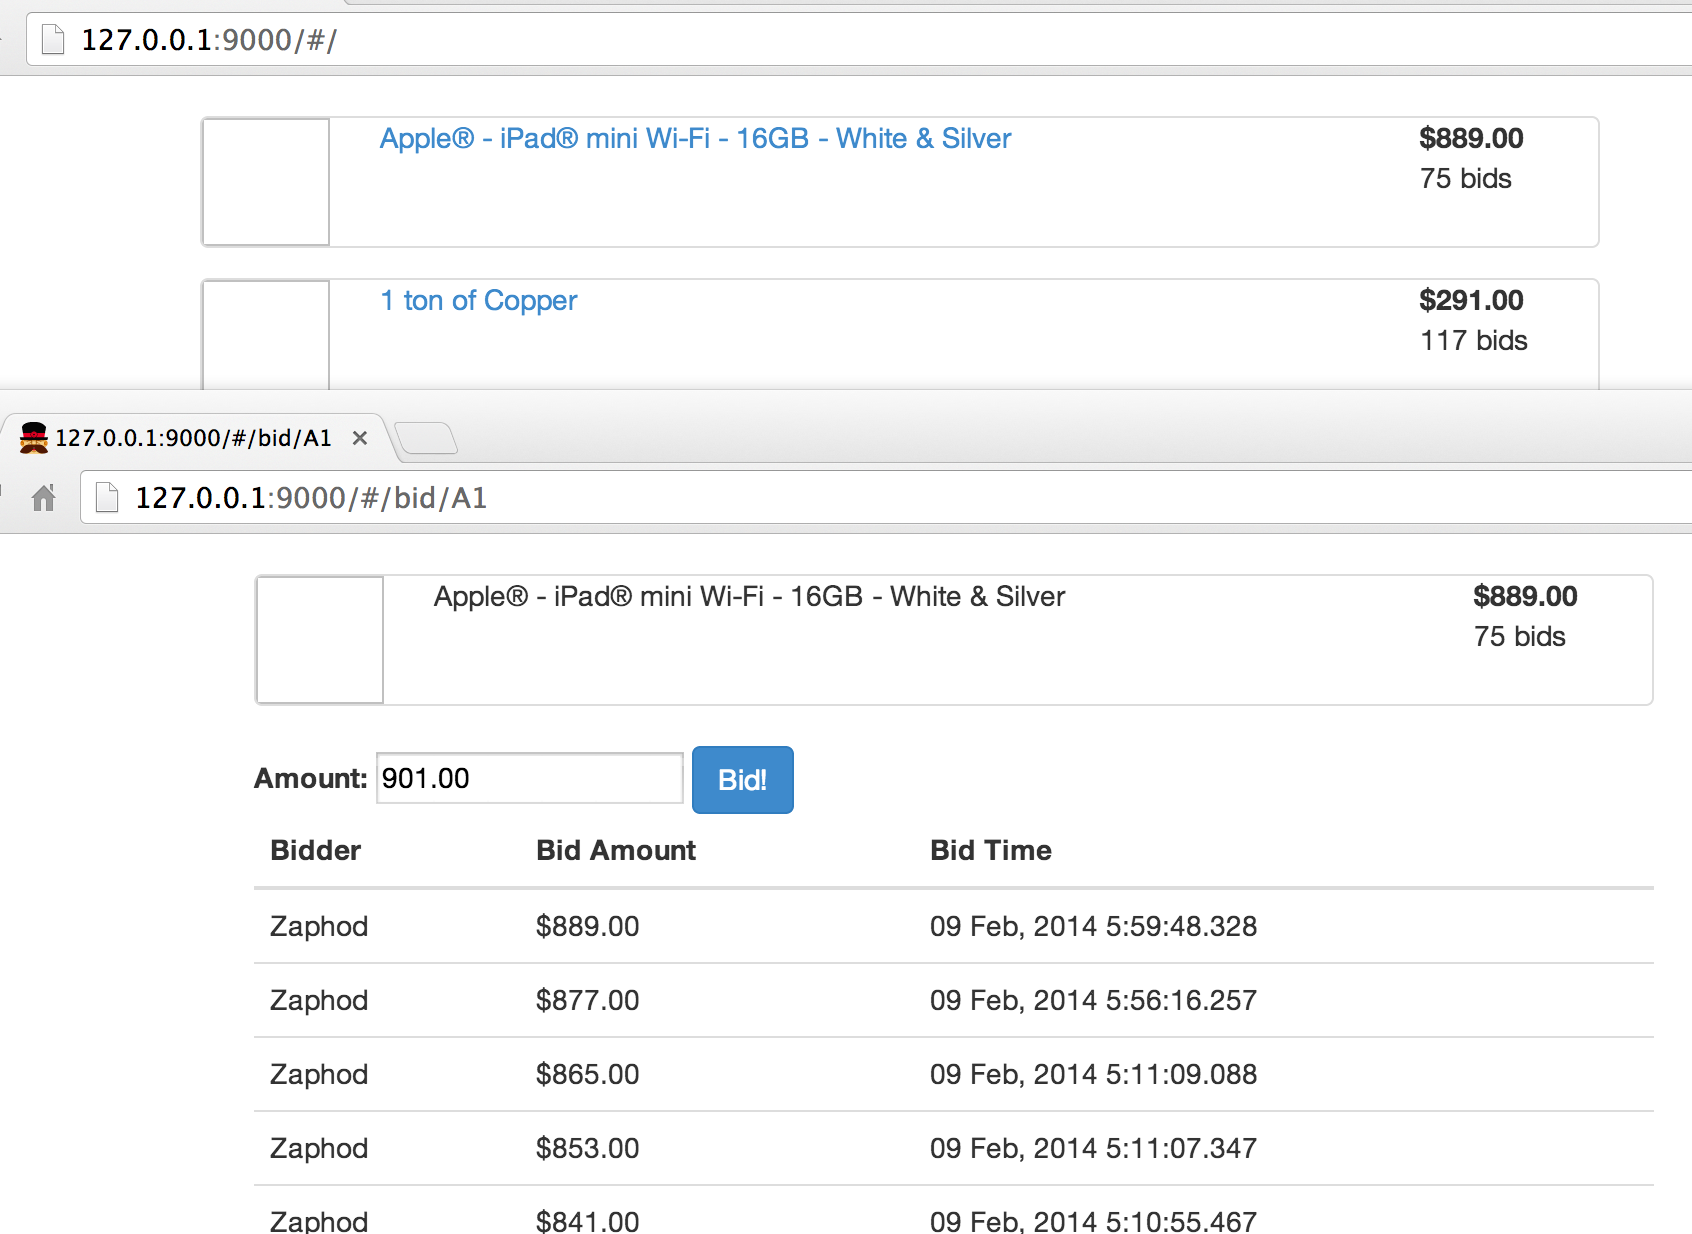 127.0.0.1:9000/#/
Apple® - iPad® mini Wi-Fi - 16GB - White & Silver
$889.00
75 bids
1 ton of Copper
$291.00
117 bids
127.0.0.1:9000/#/bid/A1
127.0.0.1:9000/#/bid/A1
Apple® - iPad® mini Wi-Fi - 16GB - White & Silver
$889.00
75 bids
Amount: 901.00 Bid!
Bidder Bid Amount Bid Time
Zaphod $889.00 09 Feb, 2014 5:59:48.328
Zaphod $877.00 09 Feb, 2014 5:56:16.257
Zaphod $865.00 09 Feb, 2014 5:11:09.088
Zaphod $853.00 09 Feb, 2014 5:11:07.347
Zaphod $841.00 09 Feb, 2014 5:10:55.467